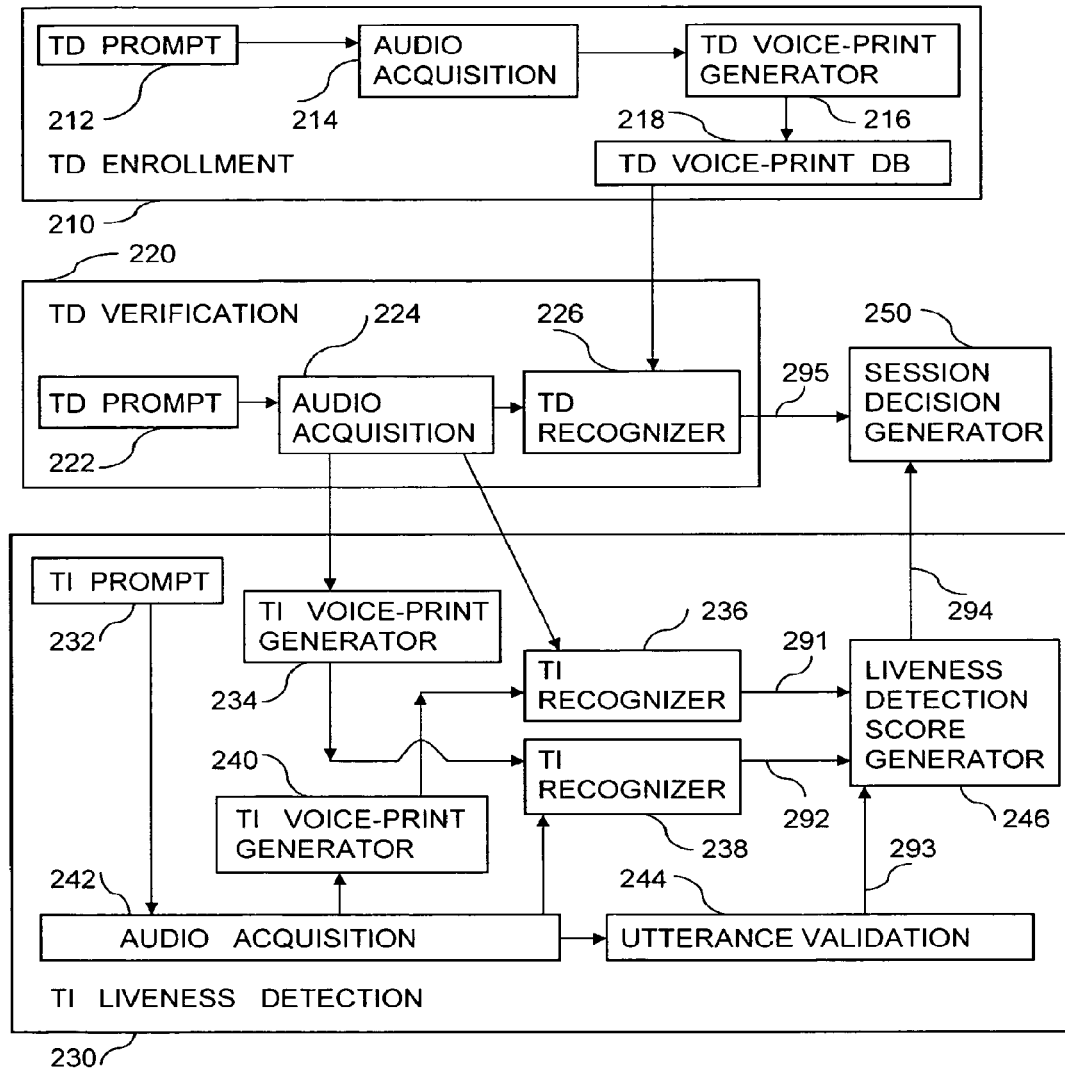 TD PROMPT
212
AUDIO
ACQUISITION
214
TD VOICE-PRINT
GENERATOR
216
218
TD VOICE-PRINT DB
TD ENROLLMENT
210
220
TD VERIFICATION
TD PROMPT
222
224
AUDIO
ACQUISITION
226
TD
RECOGNIZER
295
250
SESSION
DECISION
GENERATOR
294
TI PROMPT
232
TI VOICE-PRINT
GENERATOR
234
236
TI
RECOGNIZER
291
LIVENESS
DETECTION
SCORE
GENERATOR
246
240
TI VOICE-PRINT
GENERATOR
TI
RECOGNIZER
238
292
293
242
AUDIO ACQUISITION
244
UTTERANCE VALIDATION
TI LIVENESS DETECTION
230